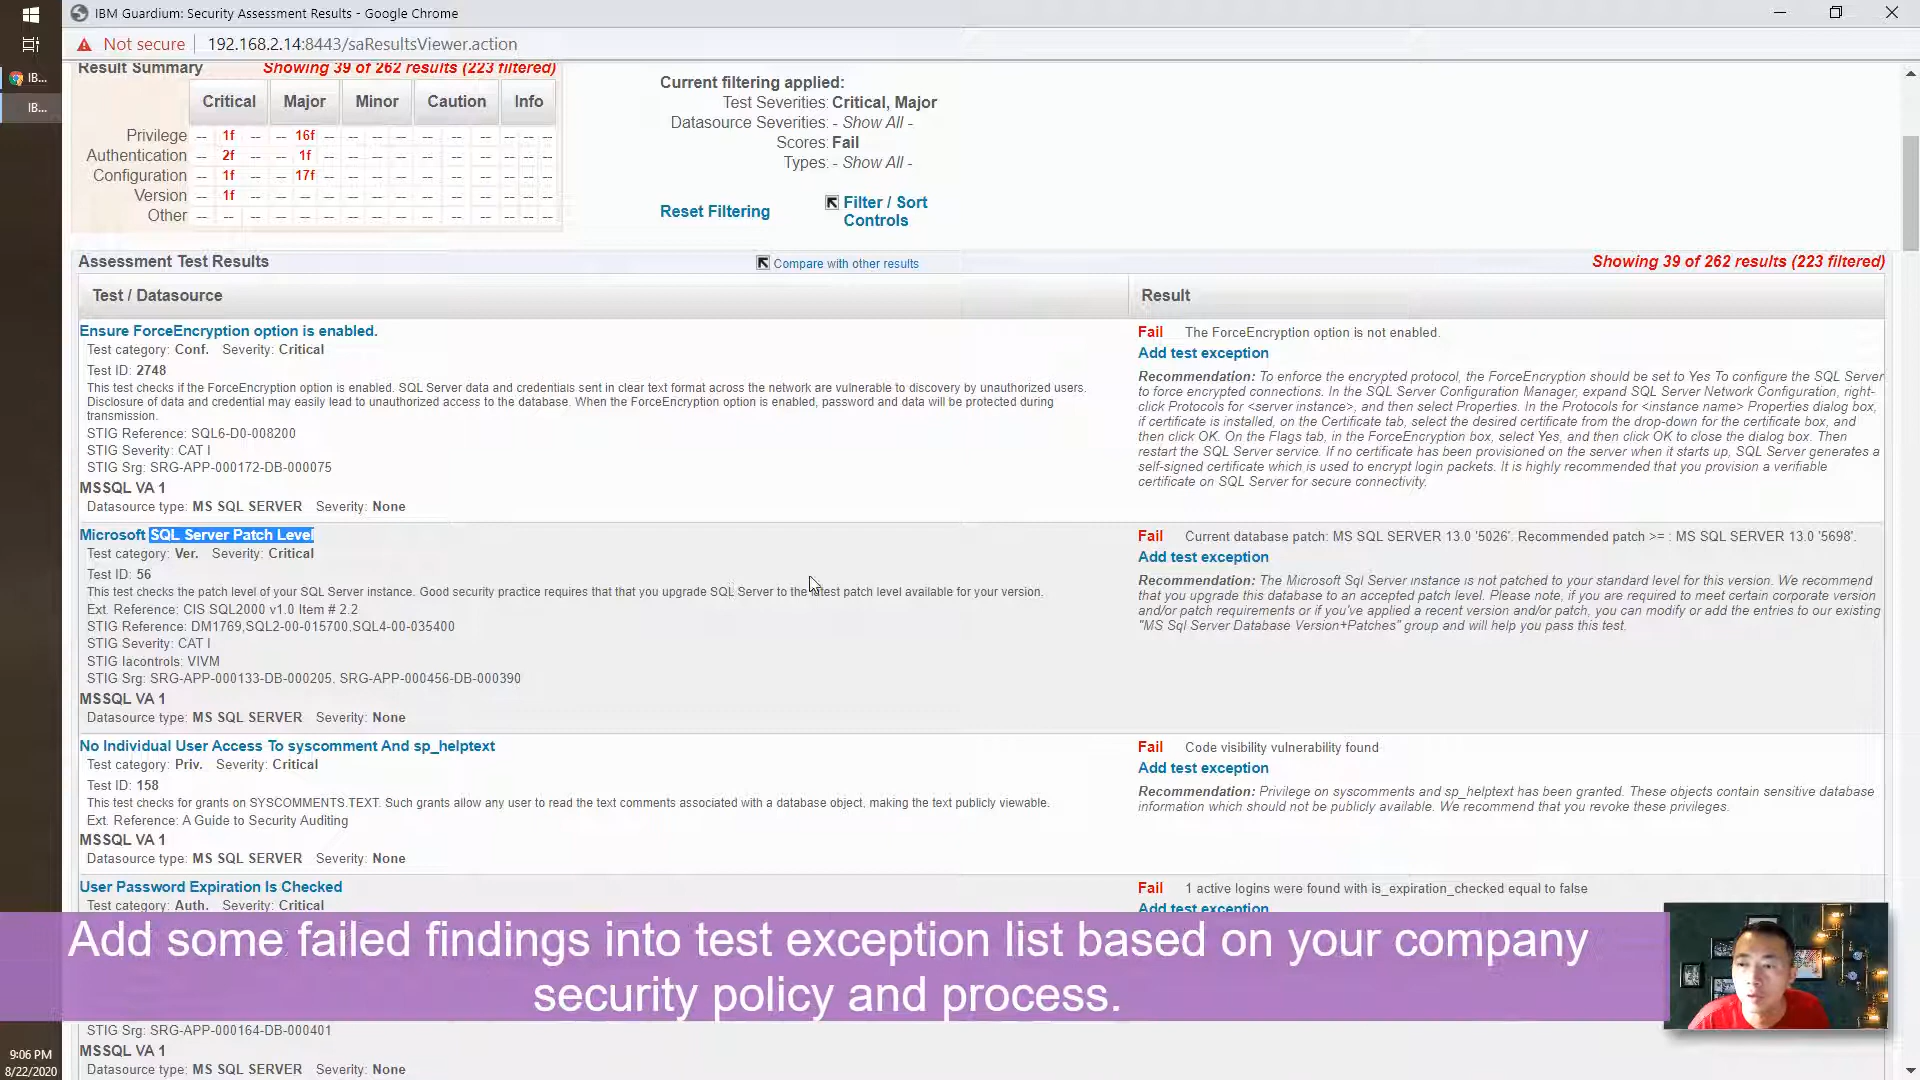 IBM Guardium: Security Assessment Results - Google Chrome
Not secure 192.168.2.14:8443/saResultsViewer.action
IB...
IB...
Result Summary Showing 39 of 262 results (223 filtered)
Critical Major Minor Caution Info
Privilege -- 1f -- -- 16f -- -- -- -- -- -- -- -- -- --
Authentication -- 2f -- -- 1f -- -- -- -- -- -- -- -- -- --
Configuration -- 1f -- -- 17f -- -- -- -- -- -- -- -- -- --
Version -- 1f -- -- -- -- -- -- -- -- -- -- -- -- --
Other -- -- -- -- -- -- -- -- -- -- -- -- -- -- --
Current filtering applied:
Test Severities: Critical, Major
Datasource Severities: - Show All -
Scores: Fail
Types: - Show All -
Reset Filtering
Filter / Sort
Controls
Assessment Test Results Compare with other results Showing 39 of 262 results (223 filtered)
Test / Datasource Result
Ensure ForceEncryption option is enabled.
Test category: Conf. Severity: Critical
Test ID: 2748
This test checks if the ForceEncryption option is enabled. SQL Server data and credentials sent in clear text format across the network are vulnerable to discovery by unauthorized users.
Disclosure of data and credential may easily lead to unauthorized access to the database. When the ForceEncryption option is enabled, password and data will be protected during
transmission.
STIG Reference: SQL6-D0-008200
STIG Severity: CAT I
STIG Srg: SRG-APP-000172-DB-000075
MSSQL VA 1
Datasource type: MS SQL SERVER Severity: None
Fail The ForceEncryption option is not enabled.
Add test exception
Recommendation: To enforce the encrypted protocol, the ForceEncryption should be set to Yes To configure the SQL Server
to force encrypted connections. In the SQL Server Configuration Manager, expand SQL Server Network Configuration, right-
click Protocols for <server instance>, and then select Properties. In the Protocols for <instance name> Properties dialog box,
if certificate is installed, on the Certificate tab, select the desired certificate from the drop-down for the certificate box, and
then click OK. On the Flags tab, in the ForceEncryption box, select Yes, and then click OK to close the dialog box. Then
restart the SQL Server service. If no certificate has been provisioned on the server when it starts up, SQL Server generates a
self-signed certificate which is used to encrypt login packets. It is highly recommended that you provision a verifiable
certificate on SQL Server for secure connectivity.
Microsoft SQL Server Patch Level
Test category: Ver. Severity: Critical
Test ID: 56
This test checks the patch level of your SQL Server instance. Good security practice requires that that you upgrade SQL Server to the latest patch level available for your version.
Ext. Reference: CIS SQL2000 v1.0 Item # 2.2
STIG Reference: DM1769,SQL2-00-015700,SQL4-00-035400
STIG Severity: CAT I
STIG Iacontrols: VIVM
STIG Srg: SRG-APP-000133-DB-000205. SRG-APP-000456-DB-000390
MSSQL VA 1
Datasource type: MS SQL SERVER Severity: None
Fail Current database patch: MS SQL SERVER 13.0 '5026'. Recommended patch >= : MS SQL SERVER 13.0 '5698'.
Add test exception
Recommendation: The Microsoft Sql Server instance is not patched to your standard level for this version. We recommend
that you upgrade this database to an accepted patch level. Please note, if you are required to meet certain corporate version
and/or patch requirements or if you've applied a recent version and/or patch, you can modify or add the entries to our existing
"MS Sql Server Database Version+Patches" group and will help you pass this test.
No Individual User Access To syscomment And sp_helptext
Test category: Priv. Severity: Critical
Test ID: 158
This test checks for grants on SYSCOMMENTS.TEXT. Such grants allow any user to read the text comments associated with a database object, making the text publicly viewable.
Ext. Reference: A Guide to Security Auditing
MSSQL VA 1
Datasource type: MS SQL SERVER Severity: None
Fail Code visibility vulnerability found
Add test exception
Recommendation: Privilege on syscomments and sp_helptext has been granted. These objects contain sensitive database
information which should not be publicly available. We recommend that you revoke these privileges.
User Password Expiration Is Checked
Test category: Auth. Severity: Critical
Fail 1 active logins were found with is_expiration_checked equal to false
Add test exception
Add some failed findings into test exception list based on your company
security policy and process.
STIG Srg: SRG-APP-000164-DB-000401
MSSQL VA 1
Datasource type: MS SQL SERVER Severity: None
9:06 PM
8/22/2020